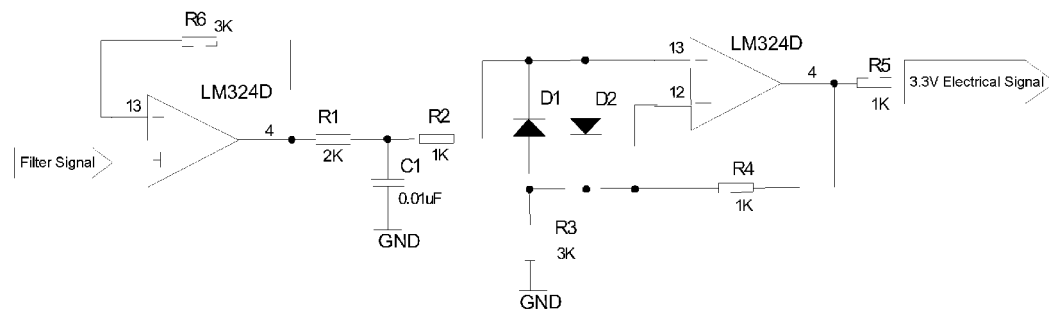 R6 3K
LM324D
13
4
Filter Signal
R1
2K
R2
1K
C1
0.01uF
GND
LM324D
13
12
4
D1
D2
R5
1K
3.3V Electrical Signal
R4
1K
R3
3K
GND